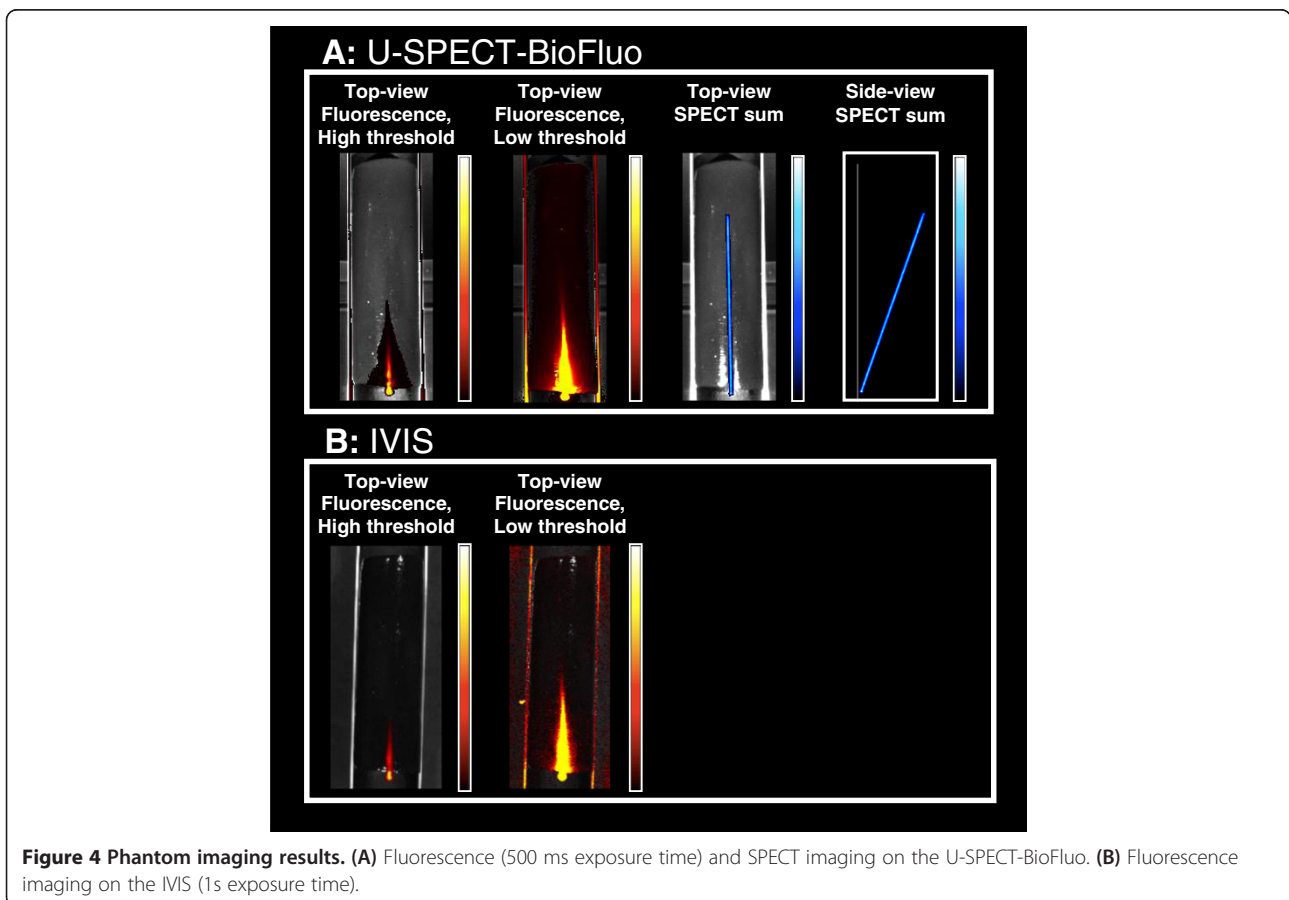 A: U-SPECT-BioFluo
Top-view
Fluorescence,
High threshold
Top-view
Fluorescence,
Low threshold
Top-view
SPECT sum
Side-view
SPECT sum
B: IVIS
Top-view
Fluorescence,
High threshold
Top-view
Fluorescence,
Low threshold
Figure 4 Phantom imaging results. (A) Fluorescence (500 ms exposure time) and SPECT imaging on the U-SPECT-BioFluo. (B) Fluorescence
imaging on the IVIS (1s exposure time).